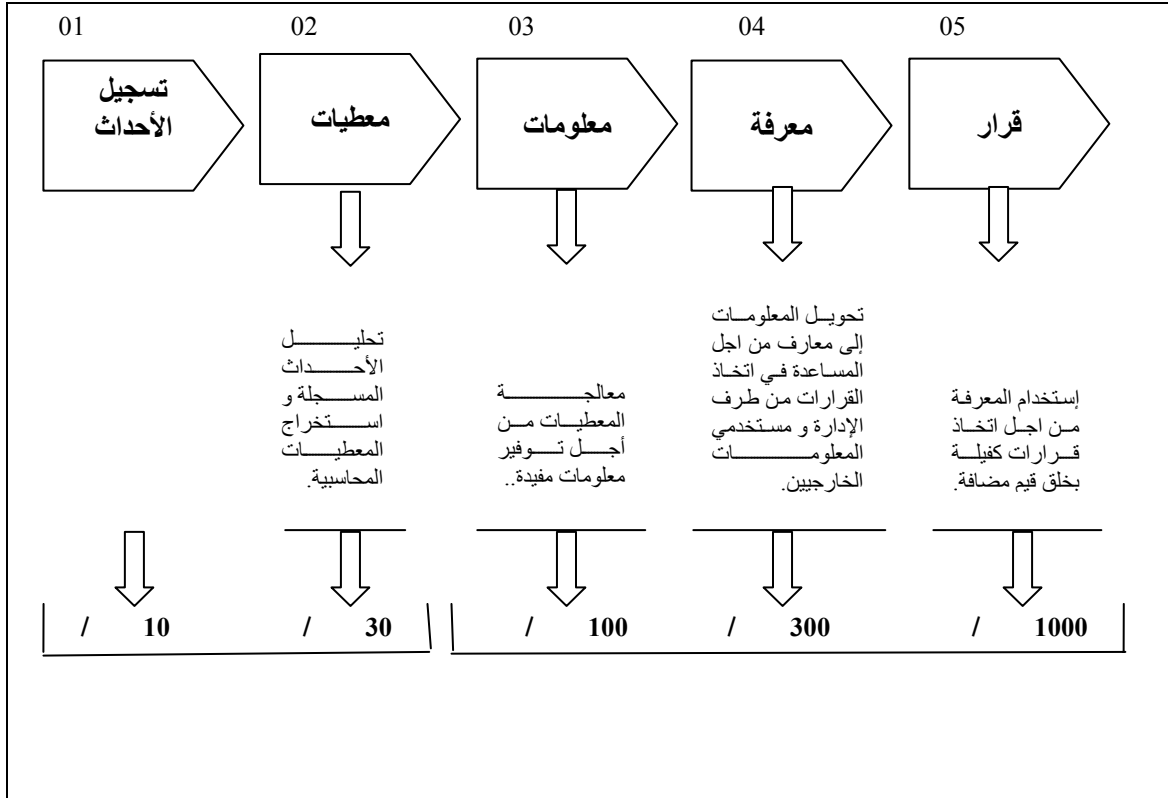 01 02 03 04 05
تسجيل
الأحداث
معطيات
معلومات
معرفة
قرار
تحليل
الأحداث
المسجلة و
استخراج
المعطيات
المحاسبية.
معالجة
المعطيات من
أجل توفير
معلومات مفيدة..
تحويل المعلومات
إلى معارف من اجل
المساعدة في اتخاذ
القرارات من طرف
الإدارة و مستخدمي
المعلومات
الخارجيين.
إستخدام المعرفة
من اجل اتخاذ
قرارات كفيلة
بخلق قيم مضافة.
/ 10 / 30 / 100 / 300 / 1000